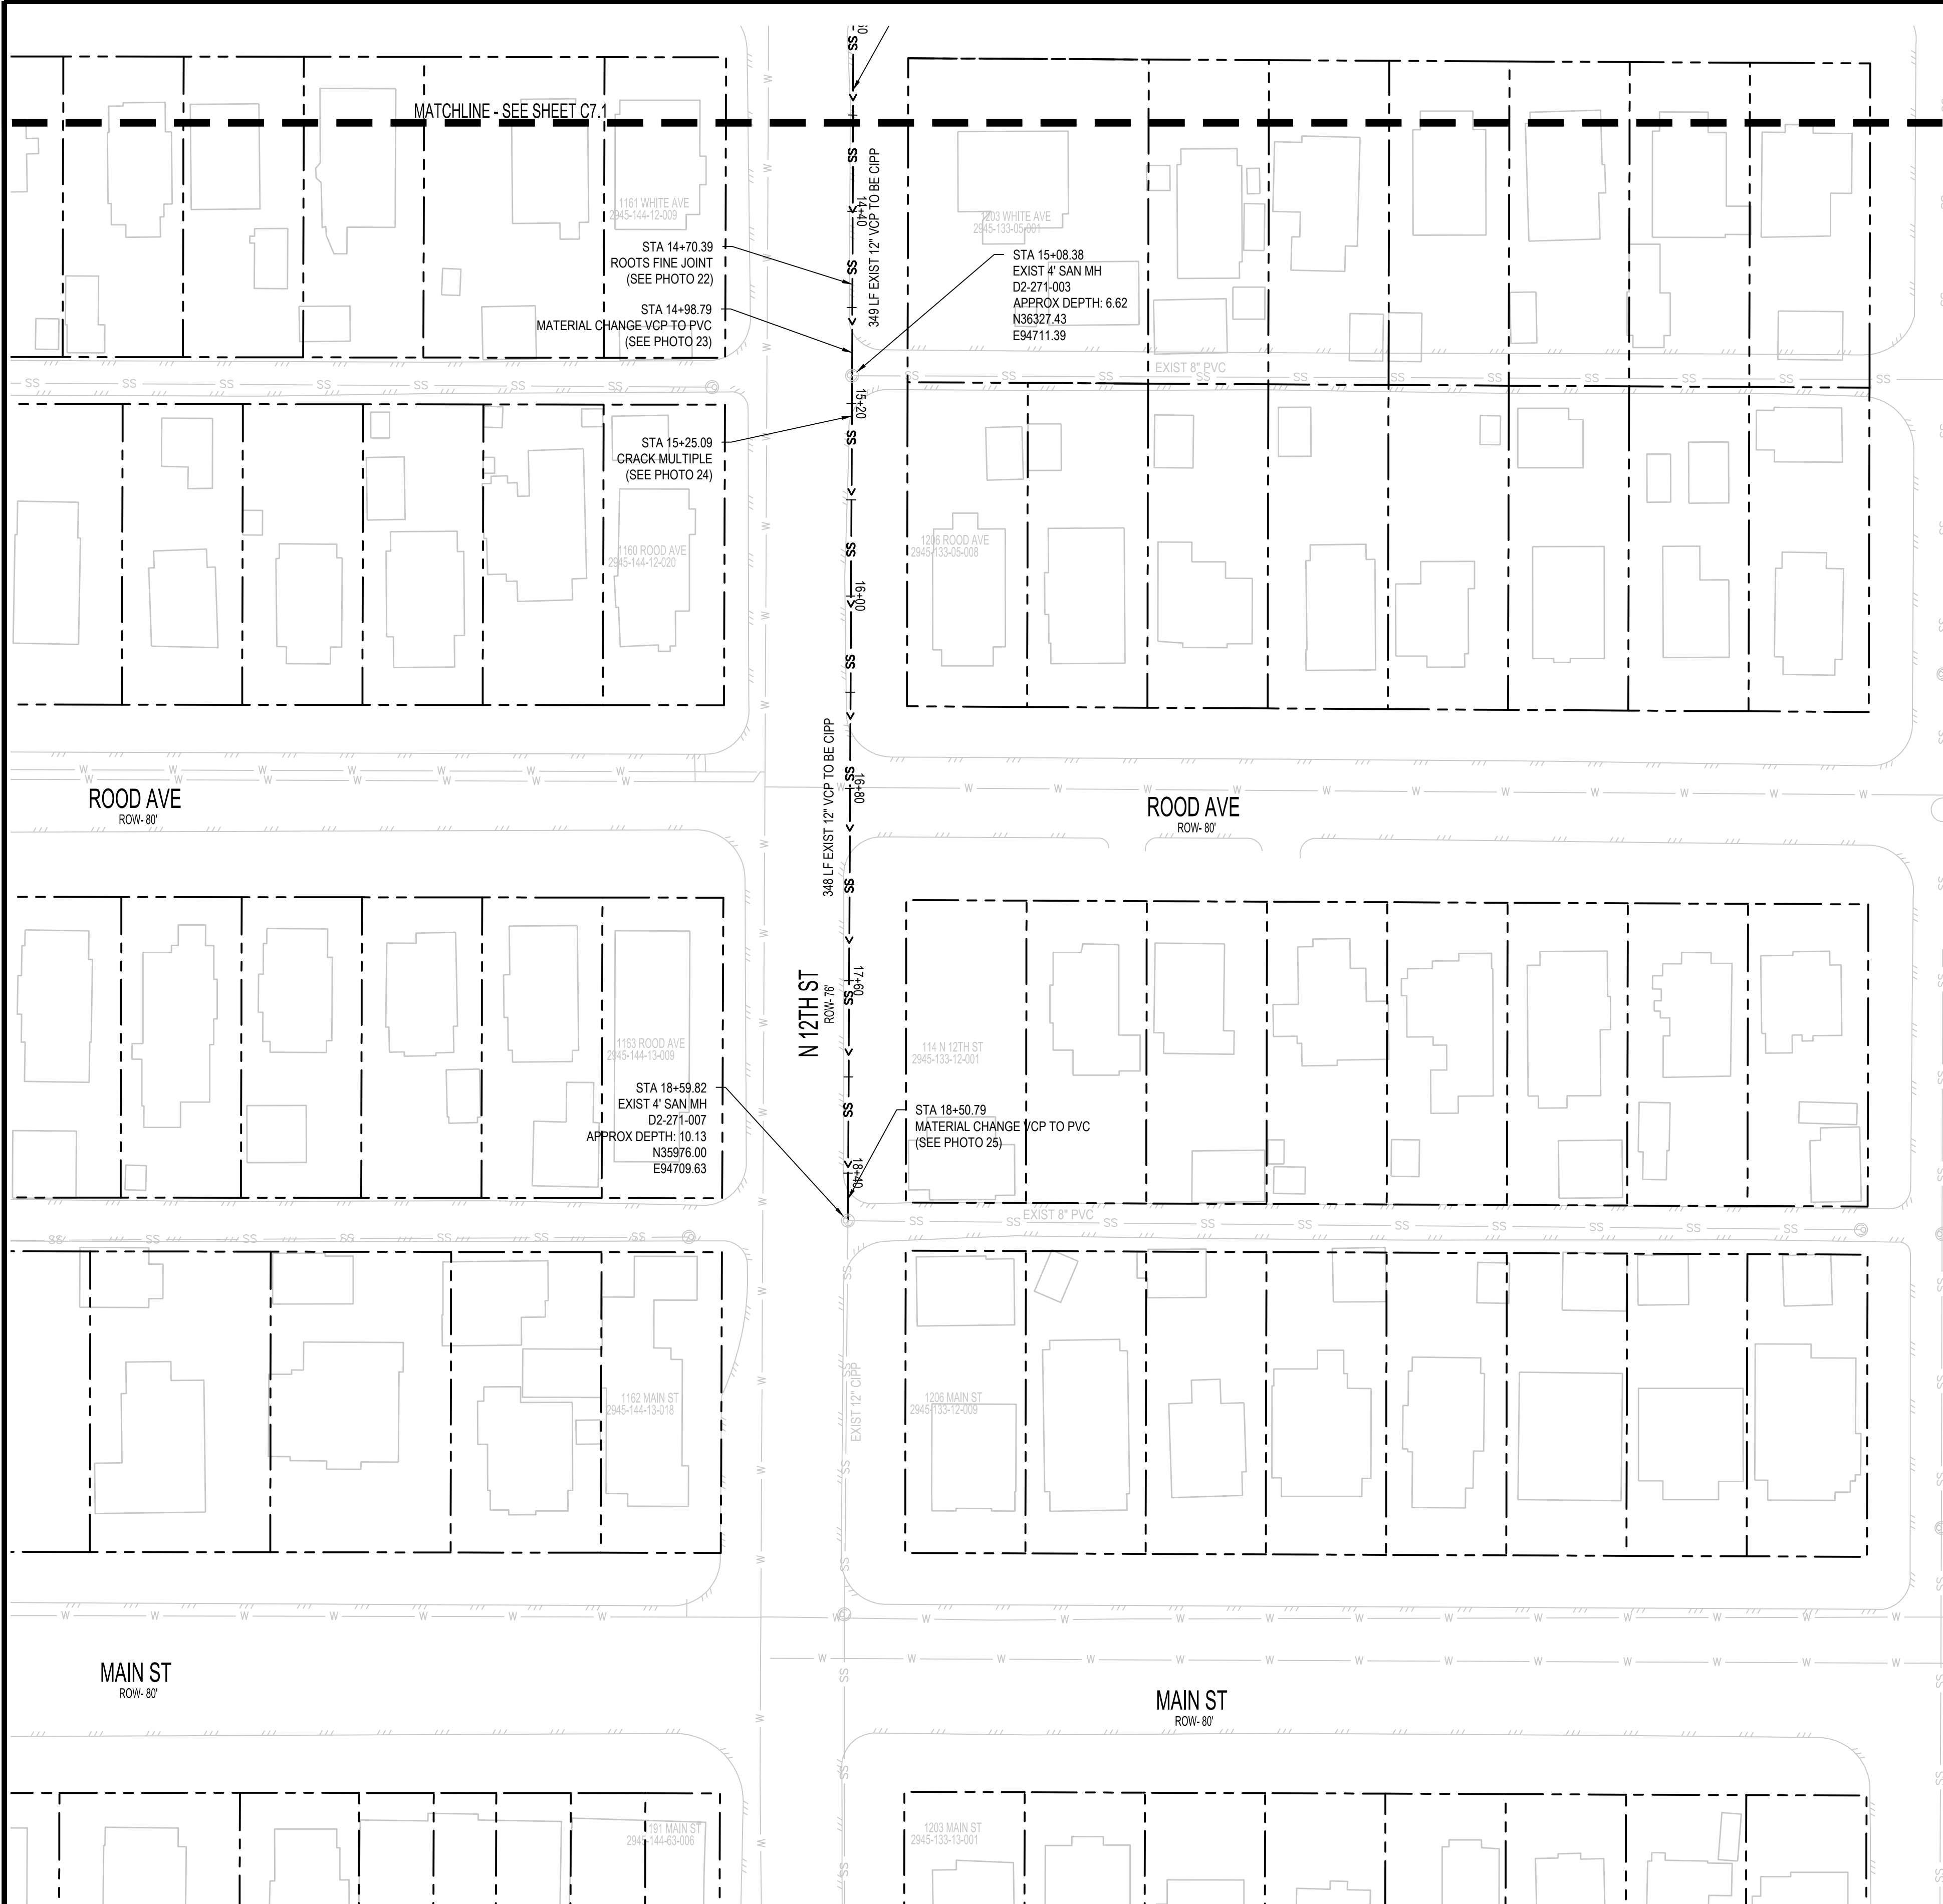 MATCHLINE - SEE SHEET C7.1
1161 WHITE AVE
2945-144-12-009
STA 14+70.39
ROOTS FINE JOINT
(SEE PHOTO 22)
STA 14+98.79
MATERIAL CHANGE VCP TO PVC
(SEE PHOTO 23)
SS
14+40
349 LF EXIST 12" VCP TO BE CIPP
1203 WHITE AVE
2945-133-05-001
STA 15+08.38
EXIST 4' SAN MH
D2-271-003
APPROX DEPTH: 6.62
N36327.43
E94711.39
EXIST 8" PVC
15+20
STA 15+25.09
CRACK MULTIPLE
(SEE PHOTO 24)
1160 ROOD AVE
2945-144-12-020
1206 ROOD AVE
2945-133-05-008
16+00
348 LF EXIST 12" VCP TO BE CIPP
16+80
ROOD AVE
ROW- 80'
ROOD AVE
ROW- 80'
N 12TH ST
ROW- 76'
17+60
1163 ROOD AVE
2945-144-13-009
114 N 12TH ST
2945-133-12-001
STA 18+59.82
EXIST 4' SAN MH
D2-271-007
APPROX DEPTH: 10.13
N35976.00
E94709.63
STA 18+50.79
MATERIAL CHANGE VCP TO PVC
(SEE PHOTO 25)
18+40
EXIST 8" PVC
EXIST 12" CIPP
1162 MAIN ST
2945-144-13-018
1206 MAIN ST
2945-133-12-009
W
MAIN ST
ROW- 80'
MAIN ST
ROW- 80'
191 MAIN ST
2945-144-63-006
1203 MAIN ST
2945-133-13-001